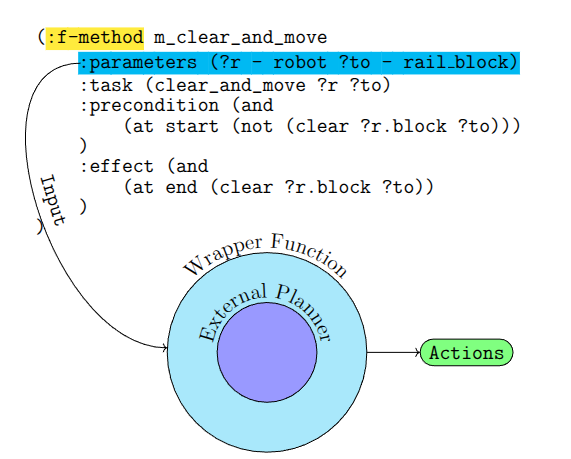 (:f-method m_clear_and_move
:parameters (?r - robot ?to - rail_block)
:task (clear_and_move ?r ?to)
:precondition (and
(at start (not (clear ?r.block ?to)))
)
:effect (and
(at end (clear ?r.block ?to))
)
)
Input
Wrapper Function
External Planner
Actions